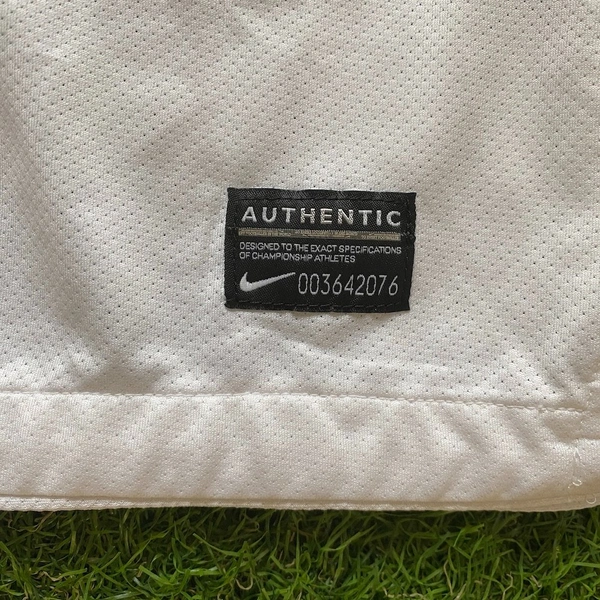 AUTHENTIC
DESIGNED TO THE EXACT SPECIFICATIONS
OF CHAMPIONSHIP ATHLETES
003642076